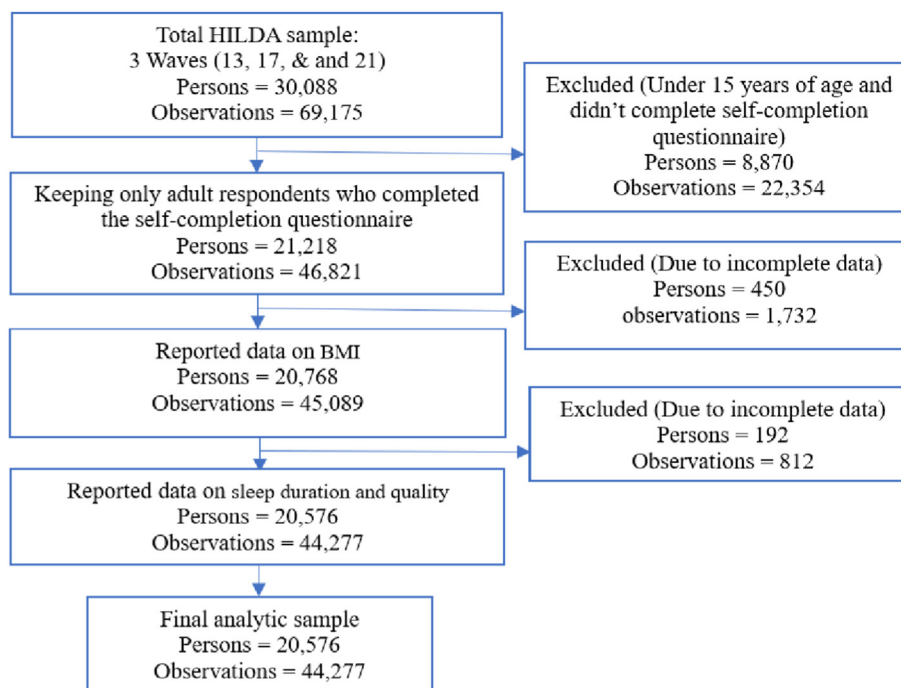 Total HILDA sample:
3 Waves (13, 17, & and 21)
Persons = 30,088
Observations = 69,175
Excluded (Under 15 years of age and
didn’t complete self-completion
questionnaire)
Persons = 8,870
Observations = 22,354
Keeping only adult respondents who completed
the self-completion questionnaire
Persons = 21,218
Observations = 46,821
Excluded (Due to incomplete data)
Persons = 450
observations = 1,732
Reported data on BMI
Persons = 20,768
Observations = 45,089
Excluded (Due to incomplete data)
Persons = 192
Observations = 812
Reported data on sleep duration and quality
Persons = 20,576
Observations = 44,277
Final analytic sample
Persons = 20,576
Observations = 44,277